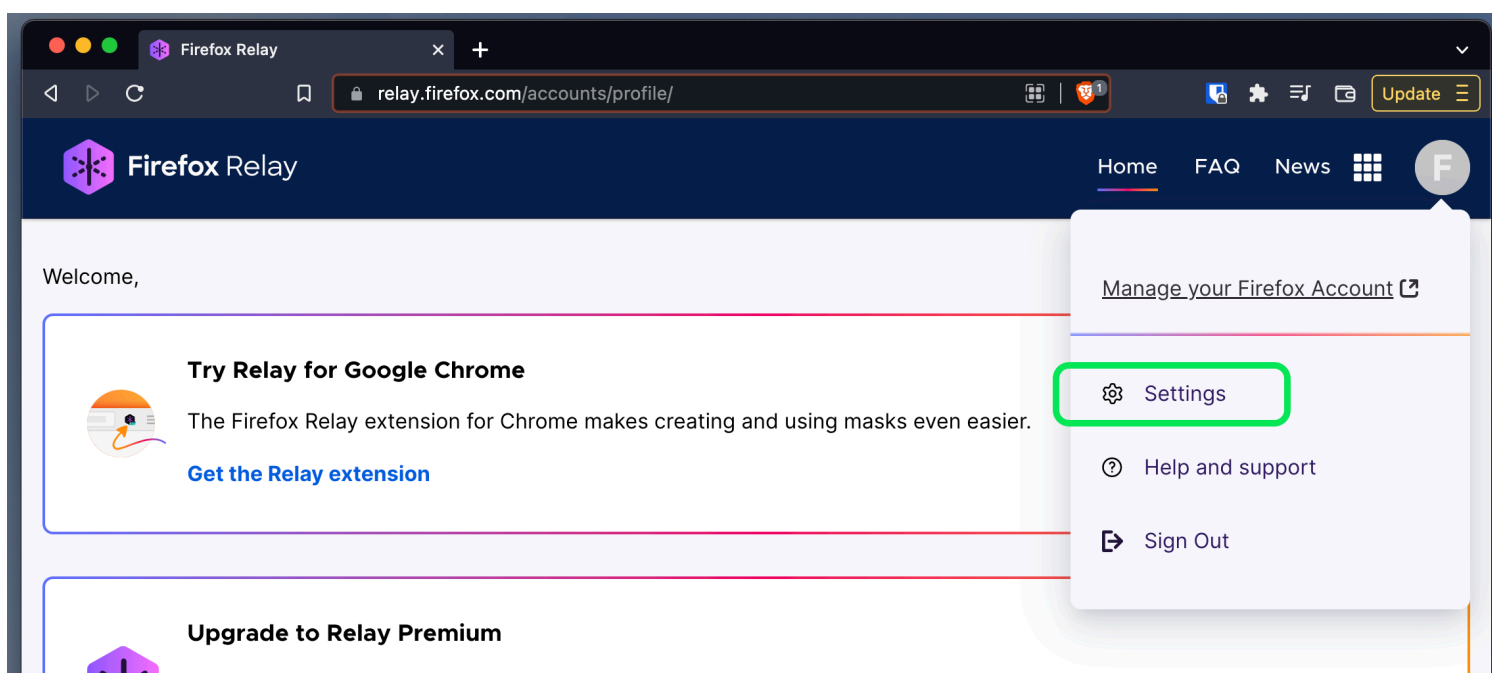 Firefox Relay
relay.firefox.com/accounts/profile/
1
Update
Firefox Relay
Home FAQ News
F
Manage your Firefox Account
Welcome,
Try Relay for Google Chrome
The Firefox Relay extension for Chrome makes creating and using masks even easier.
Get the Relay extension
Settings
Help and support
Sign Out
Upgrade to Relay Premium